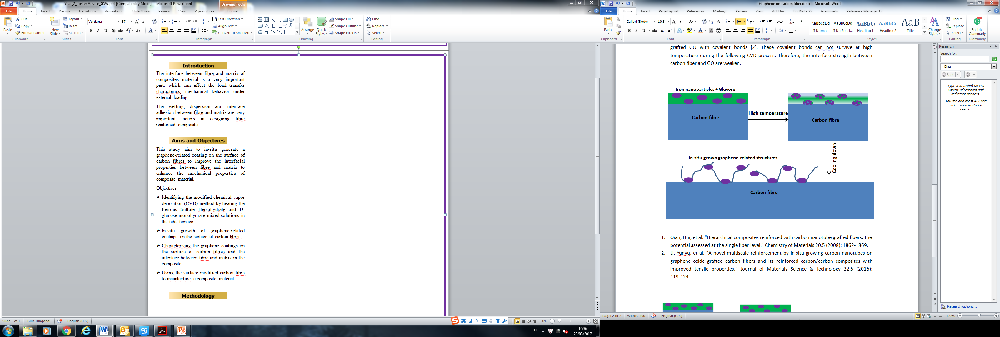 Year_2_Poster Advice_GSW.ppt [Compatibility Mode] - Microsoft PowerPoint
Drawing Tools
File Home Insert Design Transitions Animations Slide Show Review View iSpring Free Format
Paste
Cut
Copy
Format Painter
Clipboard
New Slide
Layout
Reset
Section
Slides
Verdana 37
B I U S abc AV Aa A
Font
Text Direction
Align Text
Convert to SmartArt
Paragraph
Arrange
Quick Styles
Shape Fill
Shape Outline
Shape Effects
Drawing
Find
Replace
Select
Editing
Introduction
The interface between fibre and matrix of
composites material is a very important
part, which can affect the load transfer
characterics, mechanical behavior under
external loading.
The wetting, dispersion and interface
adhesion between fibre and matrix are very
important factors in designing fibre
reinforced composites.
Aims and Objectives
This study aim to in-situ generate a
graphene-related coating on the surface of
carbon fibres to improve the interfacial
properties between fibre and matrix to
enhance the mechanical properties of
composite material.
Objectives:
➢ Identifying the modified chemical vapor
deposition (CVD) method by heating the
Ferrous Sulfate Heptahydrate and D-
glucose monohydrate mixed solutions in
the tube-furnace
➢ In-situ growth of graphene-related
coatings on the surface of carbon fibres
➢ Characterising the graphene coatings on
the surface of carbon fibres and the
interface between fibre and matrix in the
composite
➢ Using the surface modified carbon fibrs
to maunfacture a composite material
Methodology
Slide 1 of 1 "Blue Diagonal" English (U.S.)
英
30%
CH
16:36
23/03/2017
Graphene on carbon fiber.docx - Microsoft Word
File Home Insert Page Layout References Mailings Review View Add-Ins EndNote X5 Grammarly Reference Manager 12
Paste
Clipboard
Calibri (Body) 10.5
B I U abc x₂ x² A
Font
Paragraph
AaBbCcDd AaBbCcDd AaBbC AaBbCc AaB
¶ Normal ¶ No Spaci... Heading 1 Heading 2 Title
Change Styles
Styles
Find
Replace
Select
Editing
25+
Enable Grammarly
Grammarly
grafted GO with covalent bonds [2]. These covalent bonds can not survive at high
temperature during the following CVD process. Therefore, the interface strength between
carbon fiber and GO are weaken.
Iron nanoparticles + Glucose
Carbon fibre
High temperature
Carbon fibre
Cooling down
In-situ grown graphene-related structures
Carbon fibre
1. Qian, Hui, et al. "Hierarchical composites reinforced with carbon nanotube grafted fibers: the
potential assessed at the single fiber level." Chemistry of Materials 20.5 (2008): 1862-1869.
2. Li, Yunyu, et al. "A novel multiscale reinforcement by in-situ growing carbon nanotubes on
graphene oxide grafted carbon fibers and its reinforced carbon/carbon composites with
improved tensile properties." Journal of Materials Science & Technology 32.5 (2016):
419-424.
Research
Search for:
Bing
Back
Type text to look up in a
variety of research and
reference services.
You can also press ALT and
click a word to start a
search.
Research options...
Page: 2 of 2 Words: 400 English (U.S.)
122%